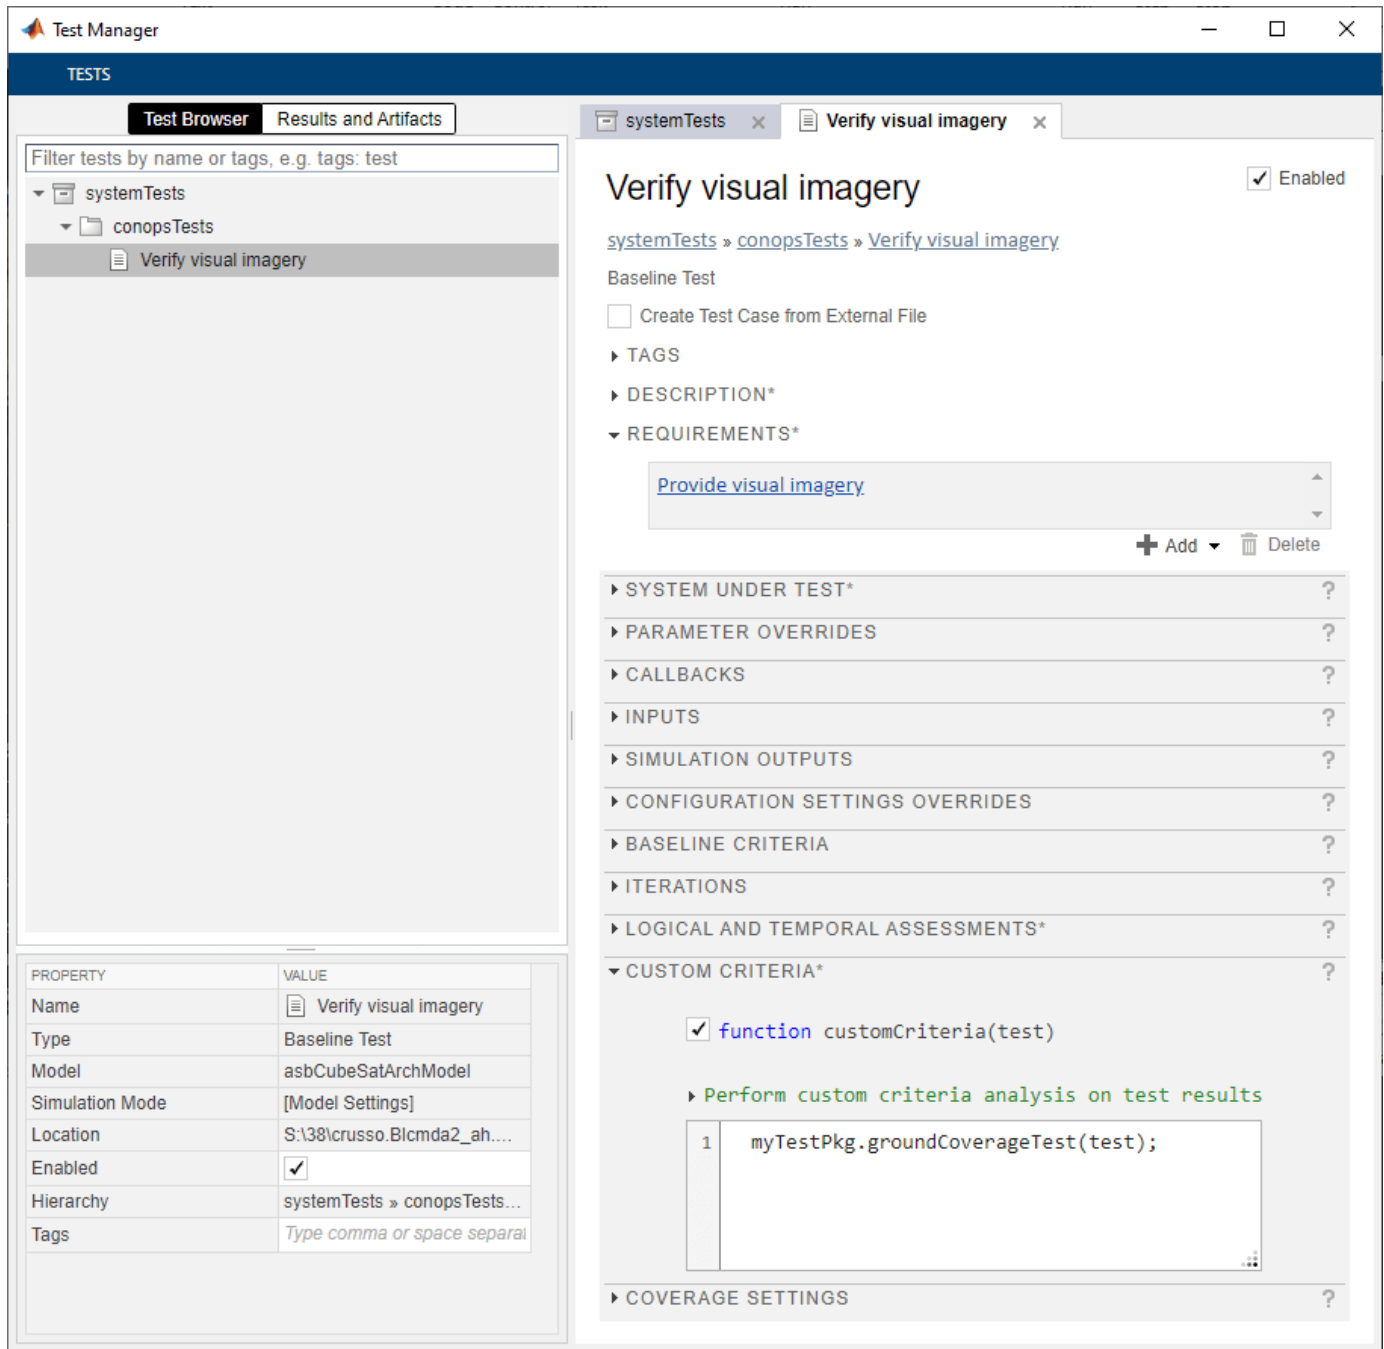 Test Manager
TESTS
Test Browser Results and Artifacts
Filter tests by name or tags, e.g. tags: test
systemTests
conopsTests
Verify visual imagery
PROPERTY VALUE
Name Verify visual imagery
Type Baseline Test
Model asbCubeSatArchModel
Simulation Mode [Model Settings]
Location S:\38\crusso.Blcmda2_ah....
Enabled
Hierarchy systemTests » conopsTests...
Tags Type comma or space separat
systemTests Verify visual imagery
Verify visual imagery
Enabled
systemTests » conopsTests » Verify visual imagery
Baseline Test
Create Test Case from External File
TAGS
DESCRIPTION*
REQUIREMENTS*
Provide visual imagery
Add Delete
SYSTEM UNDER TEST* ?
PARAMETER OVERRIDES ?
CALLBACKS ?
INPUTS ?
SIMULATION OUTPUTS ?
CONFIGURATION SETTINGS OVERRIDES ?
BASELINE CRITERIA ?
ITERATIONS ?
LOGICAL AND TEMPORAL ASSESSMENTS* ?
CUSTOM CRITERIA* ?
function customCriteria(test)
Perform custom criteria analysis on test results
1 myTestPkg.groundCoverageTest(test);
COVERAGE SETTINGS ?